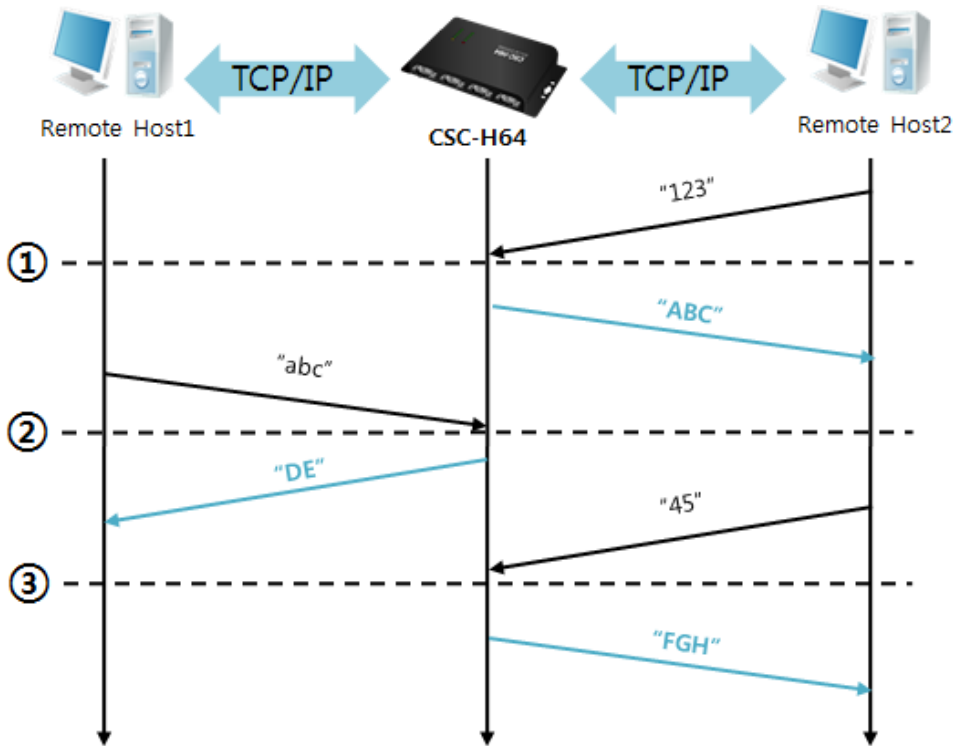 TCP/IP
TCP/IP
Remote Host1
CSC-H64
Remote Host2
"123"
①
"ABC"
"abc"
②
"DE"
"45"
③
"FGH"